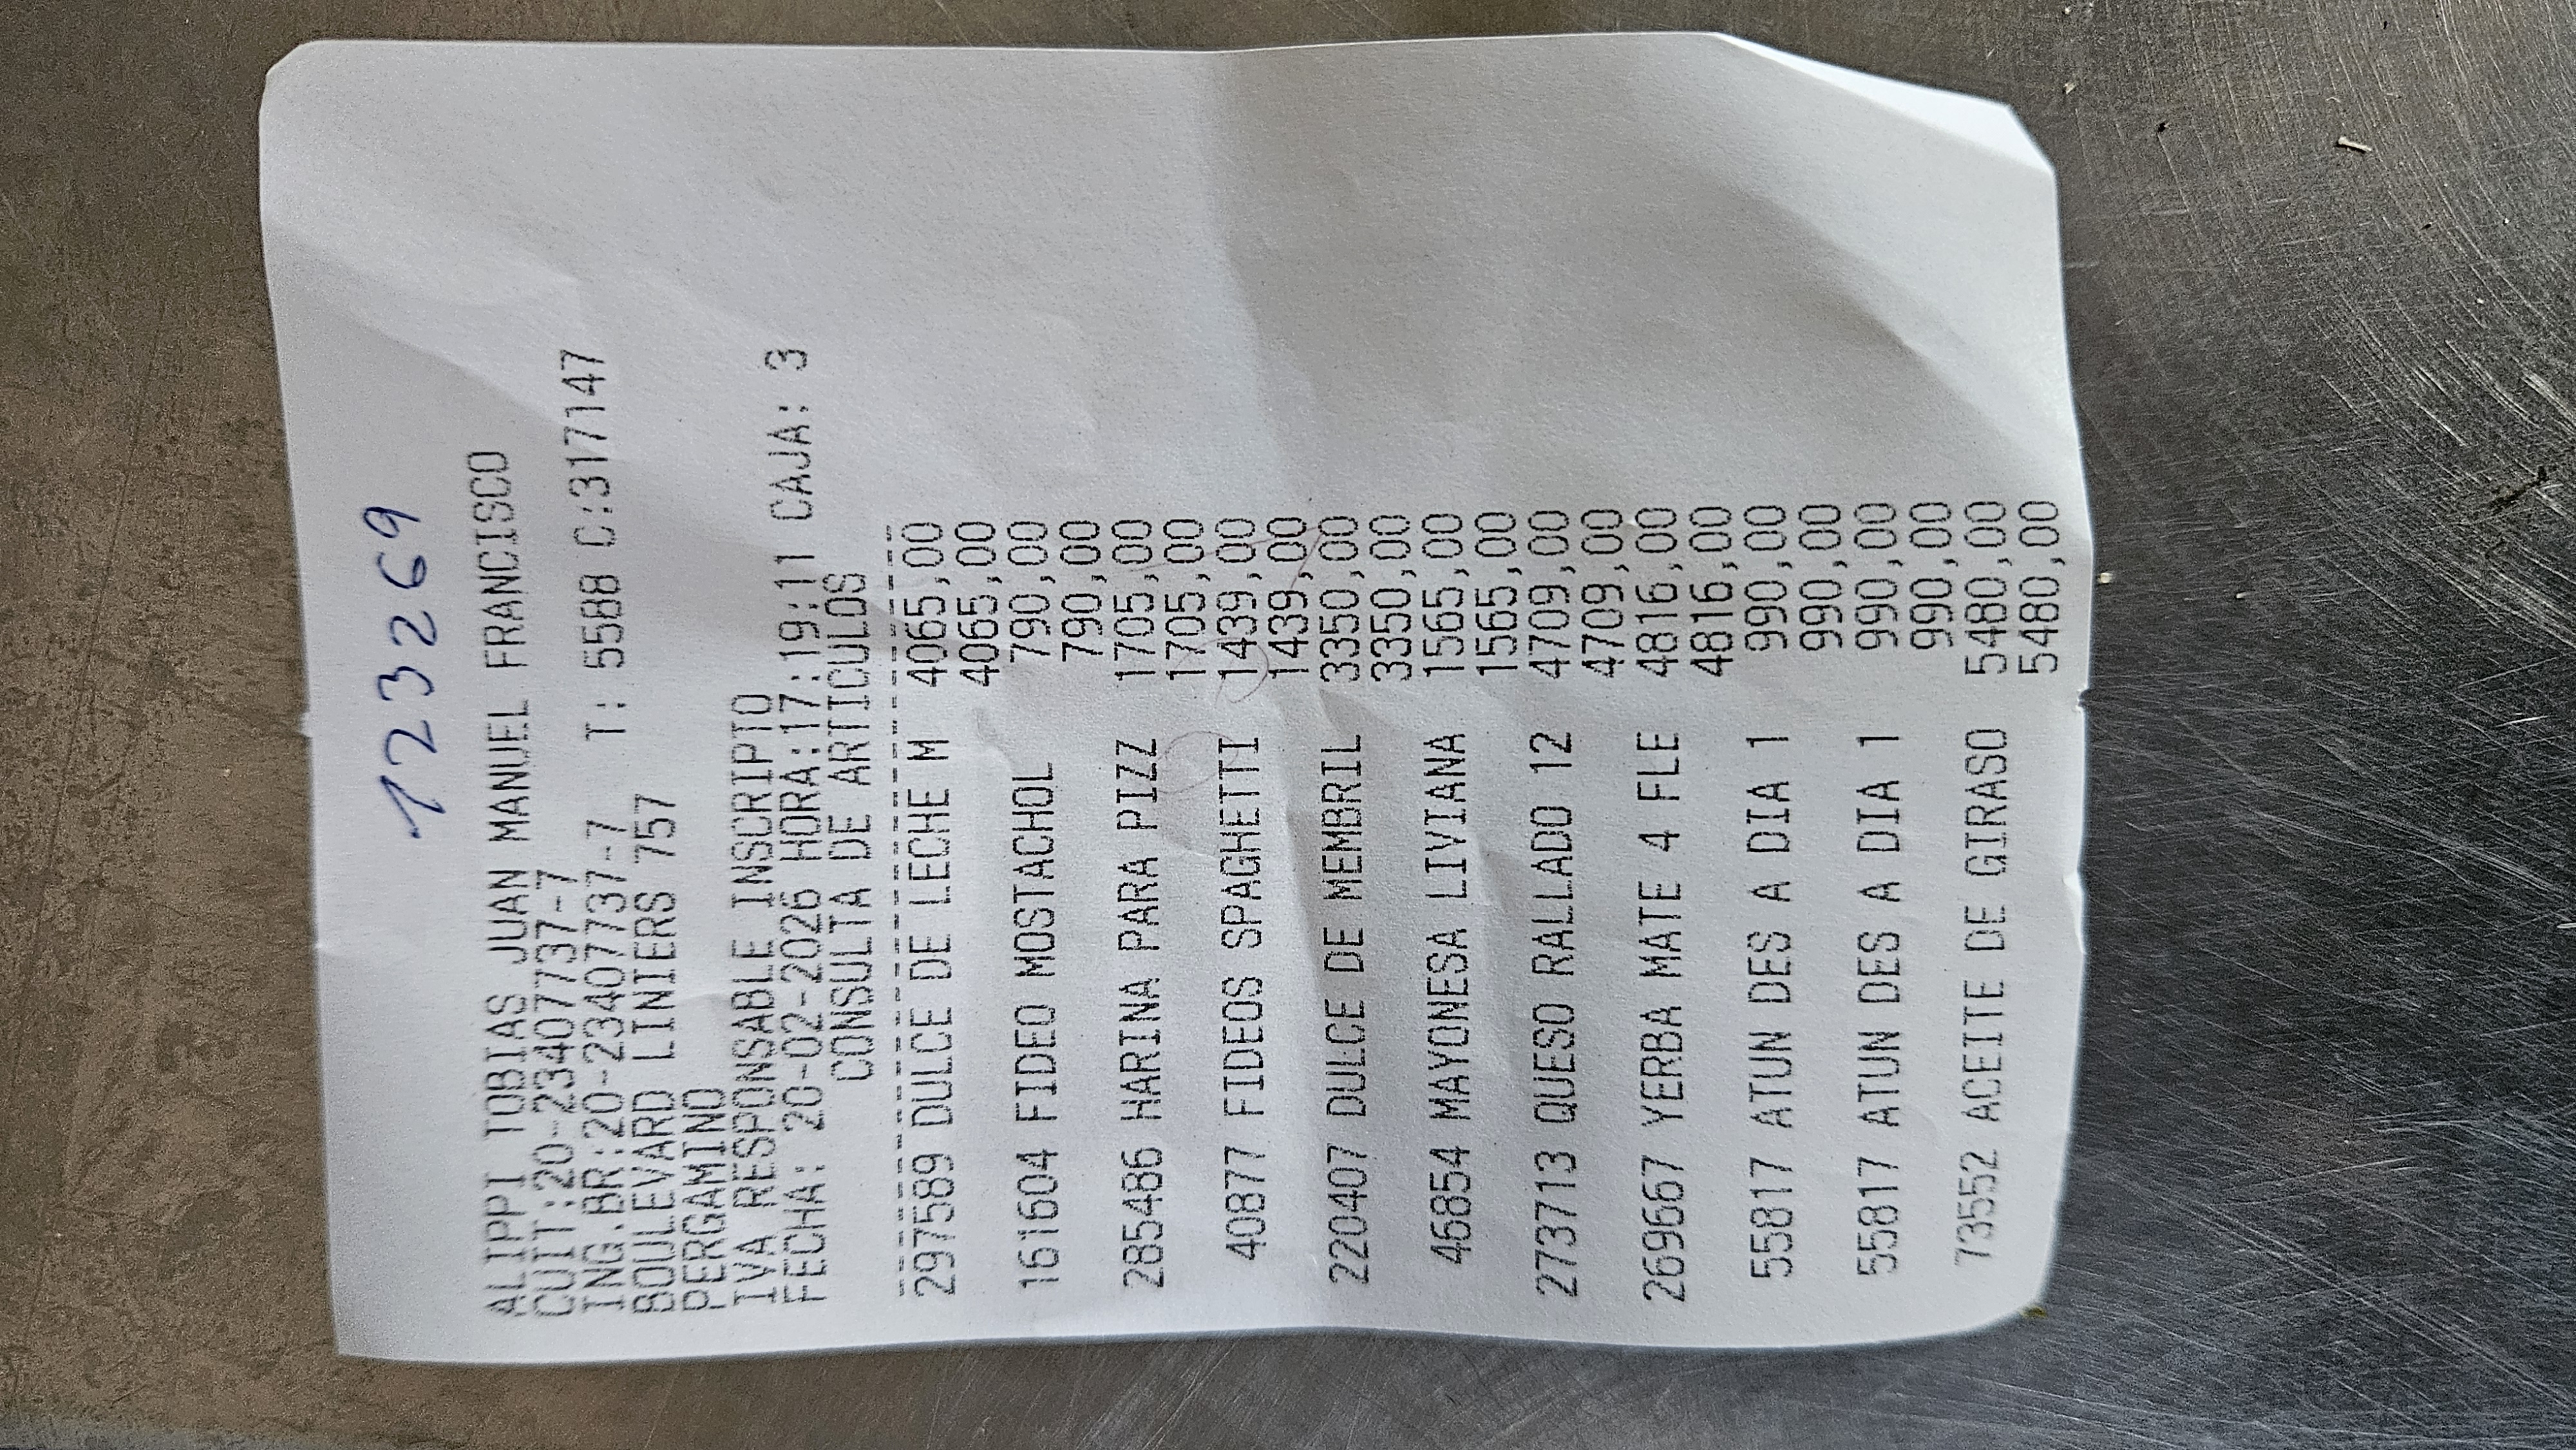 123269
ALIPPI TOBIAS JUAN MANUEL FRANCISCO
CUIT:20-23407737-7
ING.BR:20-23407737-7 T: 5588 C:317147
BOULEVARD LINIERS 757
PERGAMINO
IVA RESPONSABLE INSCRIPTO
FECHA: 20-02-2026 HORA:17:19:11 CAJA: 3
CONSULTA DE ARTICULOS
297589 DULCE DE LECHE M 4065,00
4065,00
161604 FIDEO MOSTACHOL 790,00
790,00
285486 HARINA PARA PIZZ 1705,00
1705,00
40877 FIDEOS SPAGHETTI 1439,00
1439,00
220407 DULCE DE MEMBRIL 3350,00
3350,00
46854 MAYONESA LIVIANA 1565,00
1565,00
273713 QUESO RALLADO 12 4709,00
4709,00
269667 YERBA MATE 4 FLE 4816,00
4816,00
55817 ATUN DES A DIA 1 990,00
990,00
55817 ATUN DES A DIA 1 990,00
990,00
73552 ACEITE DE GIRASO 5480,00
5480,00